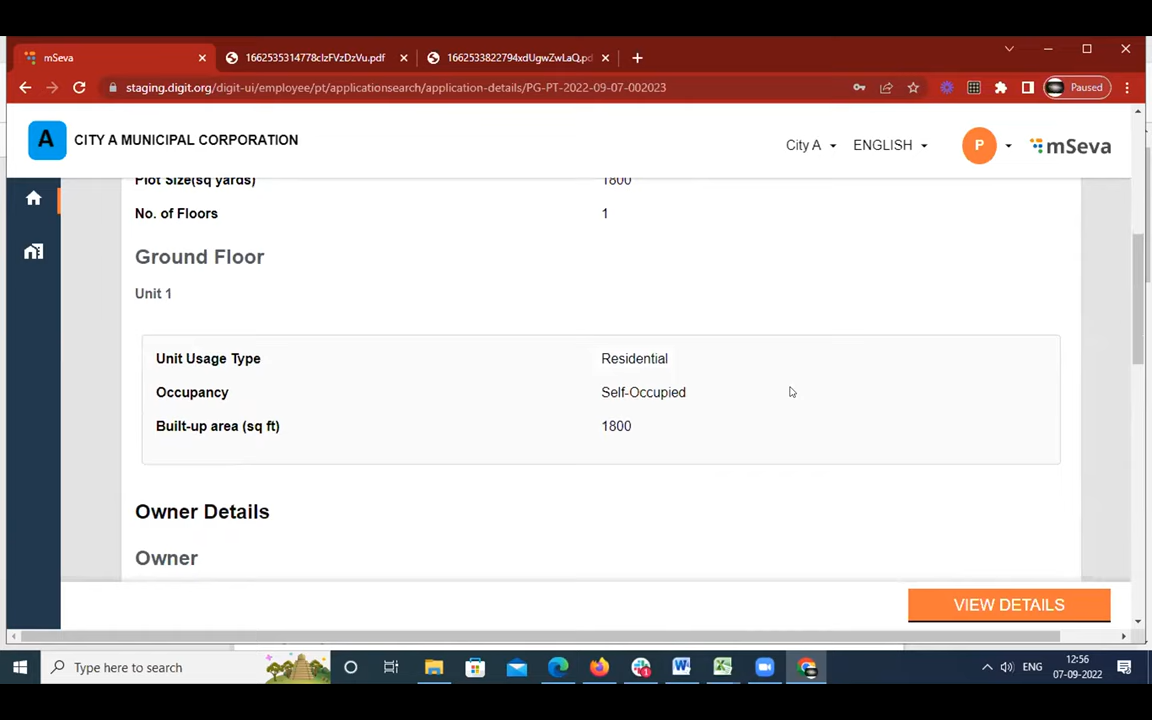 mSeva
1662535314778clzFVzDzVu.pdf
1662533822794xdUgwZwLaQ.pd
staging.digit.org/digit-ui/employee/pt/applicationsearch/application-details/PG-PT-2022-09-07-002023
Paused
A CITY A MUNICIPAL CORPORATION
City A
ENGLISH
P
mSeva
Plot Size(sq yards) 1800
No. of Floors 1
Ground Floor
Unit 1
Unit Usage Type Residential
Occupancy Self-Occupied
Built-up area (sq ft) 1800
Owner Details
Owner
VIEW DETAILS
Type here to search
ENG
12:56
07-09-2022